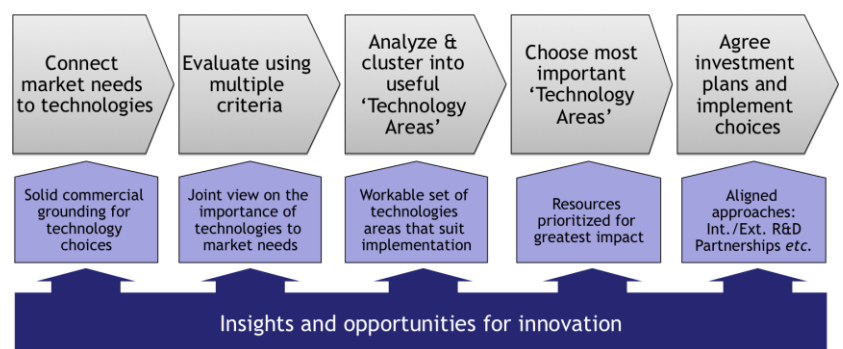 Connect
market needs
to technologies
Evaluate using
multiple
criteria
Analyze &
cluster into
useful
‘Technology
Areas’
Choose most
important
‘Technology
Areas’
Agree
investment
plans and
implement
choices
Solid commercial
grounding for
technology
choices
Joint view on the
importance of
technologies to
market needs
Workable set of
technologies
areas that suit
implementation
Resources
prioritized for
greatest impact
Aligned
approaches:
Int./Ext. R&D
Partnerships etc.
Insights and opportunities for innovation